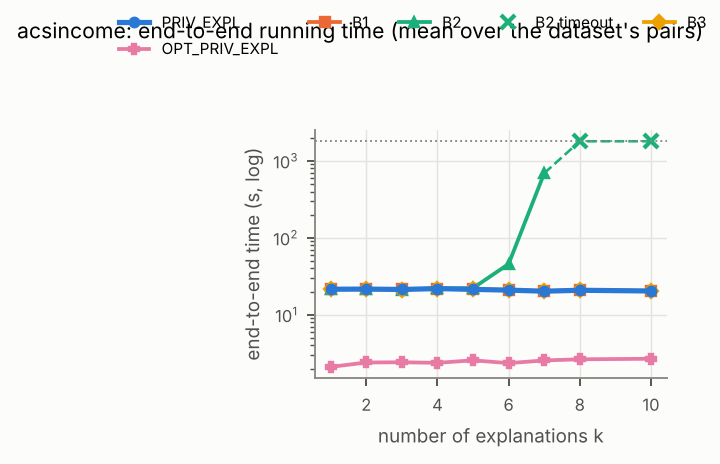 PRIV_EXPL B1 B2 B2 timeout B3
acsincome: end-to-end running time (mean over the dataset's pairs)
OPT_PRIV_EXPL
end-to-end time (s, log)
10³
10²
10¹
2 4 6 8 10
number of explanations k